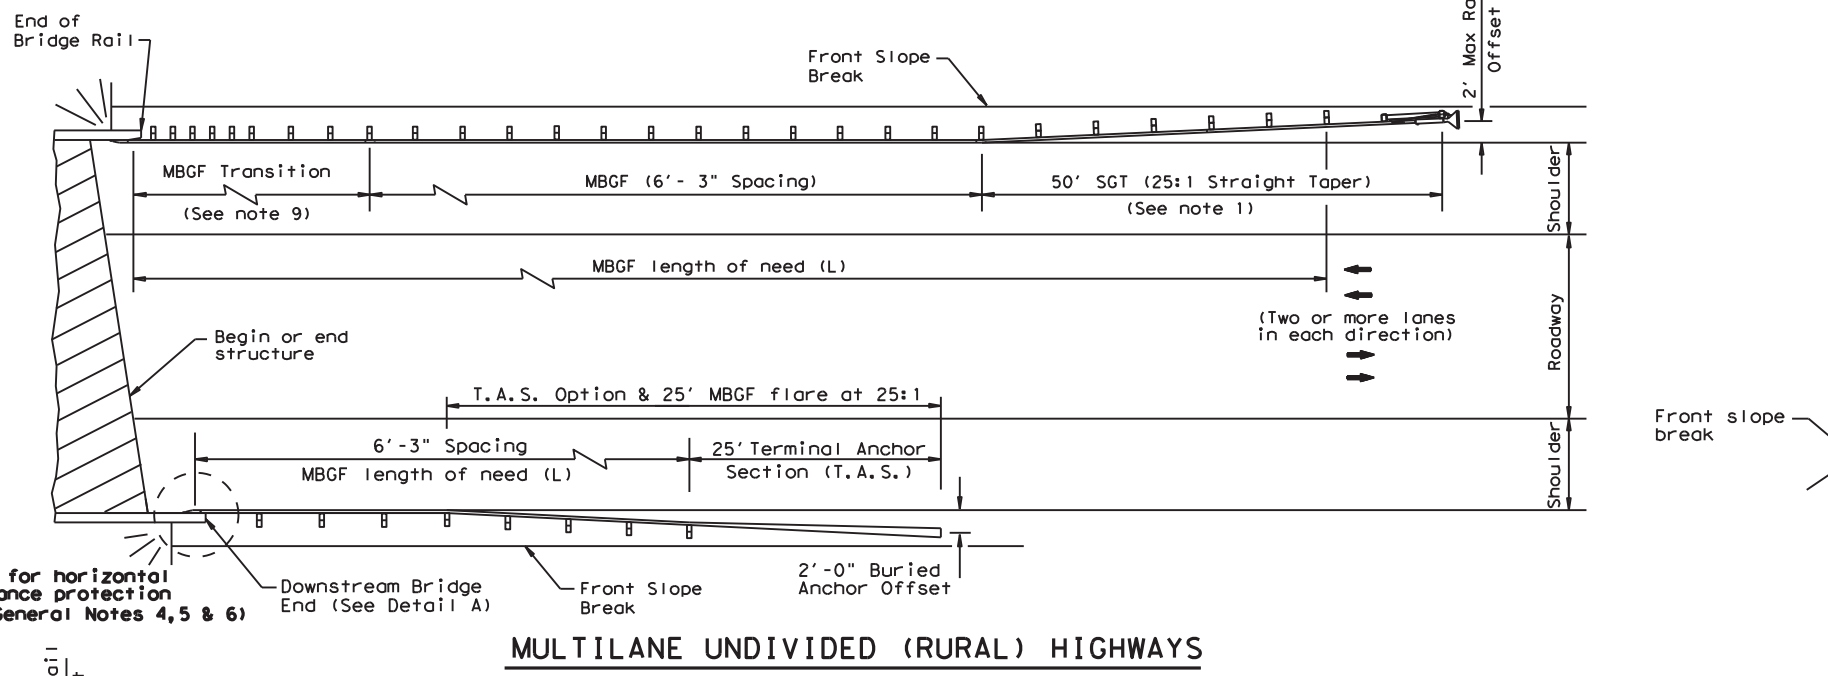 End of
Bridge Rail
Front Slope
Break
2' Max Ra
Offset
MBGF Transition
(See note 9)
MBGF (6'- 3" Spacing)
50' SGT (25:1 Straight Taper)
(See note 1)
Shoulder
MBGF length of need (L)
(Two or more lanes
in each direction)
Roadway
Begin or end
structure
T.A.S. Option & 25' MBGF flare at 25:1
6'-3" Spacing
MBGF length of need (L)
25' Terminal Anchor
Section (T.A.S.)
Shoulder
Front slope
break
for horizontal
ance protection
General Notes 4,5 & 6)
Downstream Bridge
End (See Detail A)
Front Slope
Break
2'-0" Buried
Anchor Offset
MULTILANE UNDIVIDED (RURAL) HIGHWAYS